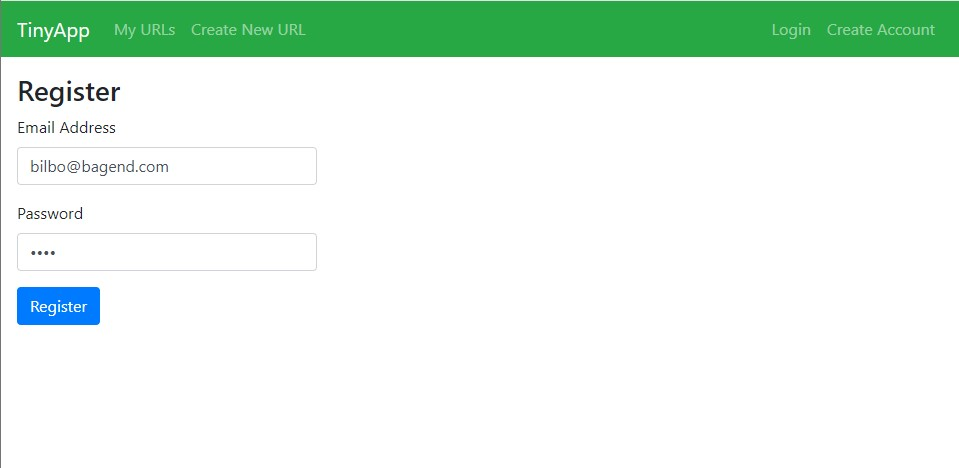 TinyApp My URLs Create New URL Login Create Account
Register
Email Address
bilbo@bagend.com
Password
••••
Register